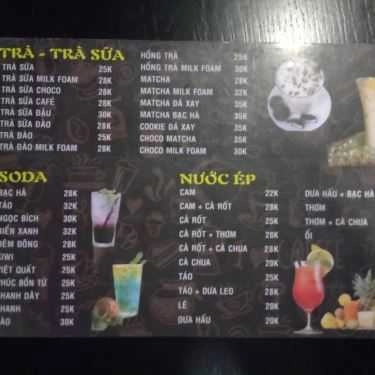 TRÀ - TRÀ SỮA
TRÀ SỮA 25K
TRÀ SỮA MILK FOAM 28K
TRÀ SỮA CHOCO 28K
TRÀ SỮA CAFÉ 28K
TRÀ SỮA DÂU 30K
TRÀ SỮA ĐÀO 28K
TRÀ ĐÀO 25K
TRÀ ĐÀO MILK FOAM 28K
HỒNG TRÀ 25K
HỒNG TRÀ MILK FOAM 30K
MATCHA 28K
MATCHA MILK FOAM 32K
MATCHA ĐÁ XAY 35K
MATCHA BẠC HÀ 30K
COOKIE ĐÁ XAY 35K
CHOCO MATCHA 35K
CHOCO MILK FOAM 30K
SODA
BẠC HÀ 28K
TÁO 32K
NGỌC BÍCH 30K
BIỂN XANH 32K
ĐÊM ĐÔNG 28K
KIWI 25K
VIỆT QUẤT 25K
PHÚC BỒN TỬ 25K
CHANH DÂY 25K
CHANH 25K
30K
NƯỚC ÉP
CAM 22K
CAM + CÀ RỐT 28K
CÀ RỐT 25K
CÀ RỐT + THƠM 28K
CÀ RỐT + CÀ CHUA 28K
CÀ CHUA 25K
TÁO 25K
TÁO + DƯA LEO 28K
LÊ 28K
DƯA HẤU 25K
DƯA HẤU + BẠC HÀ
THƠM
THƠM + CÀ CHUA
ỔI